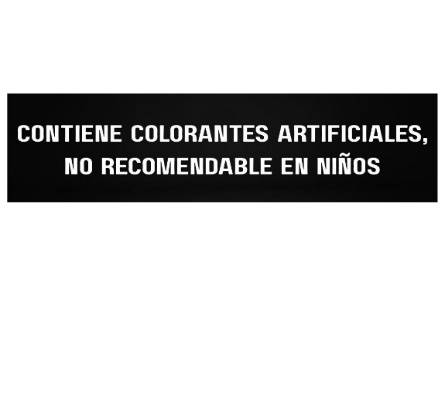 CONTIENE COLORANTES ARTIFICIALES,
NO RECOMENDABLE EN NIÑOS